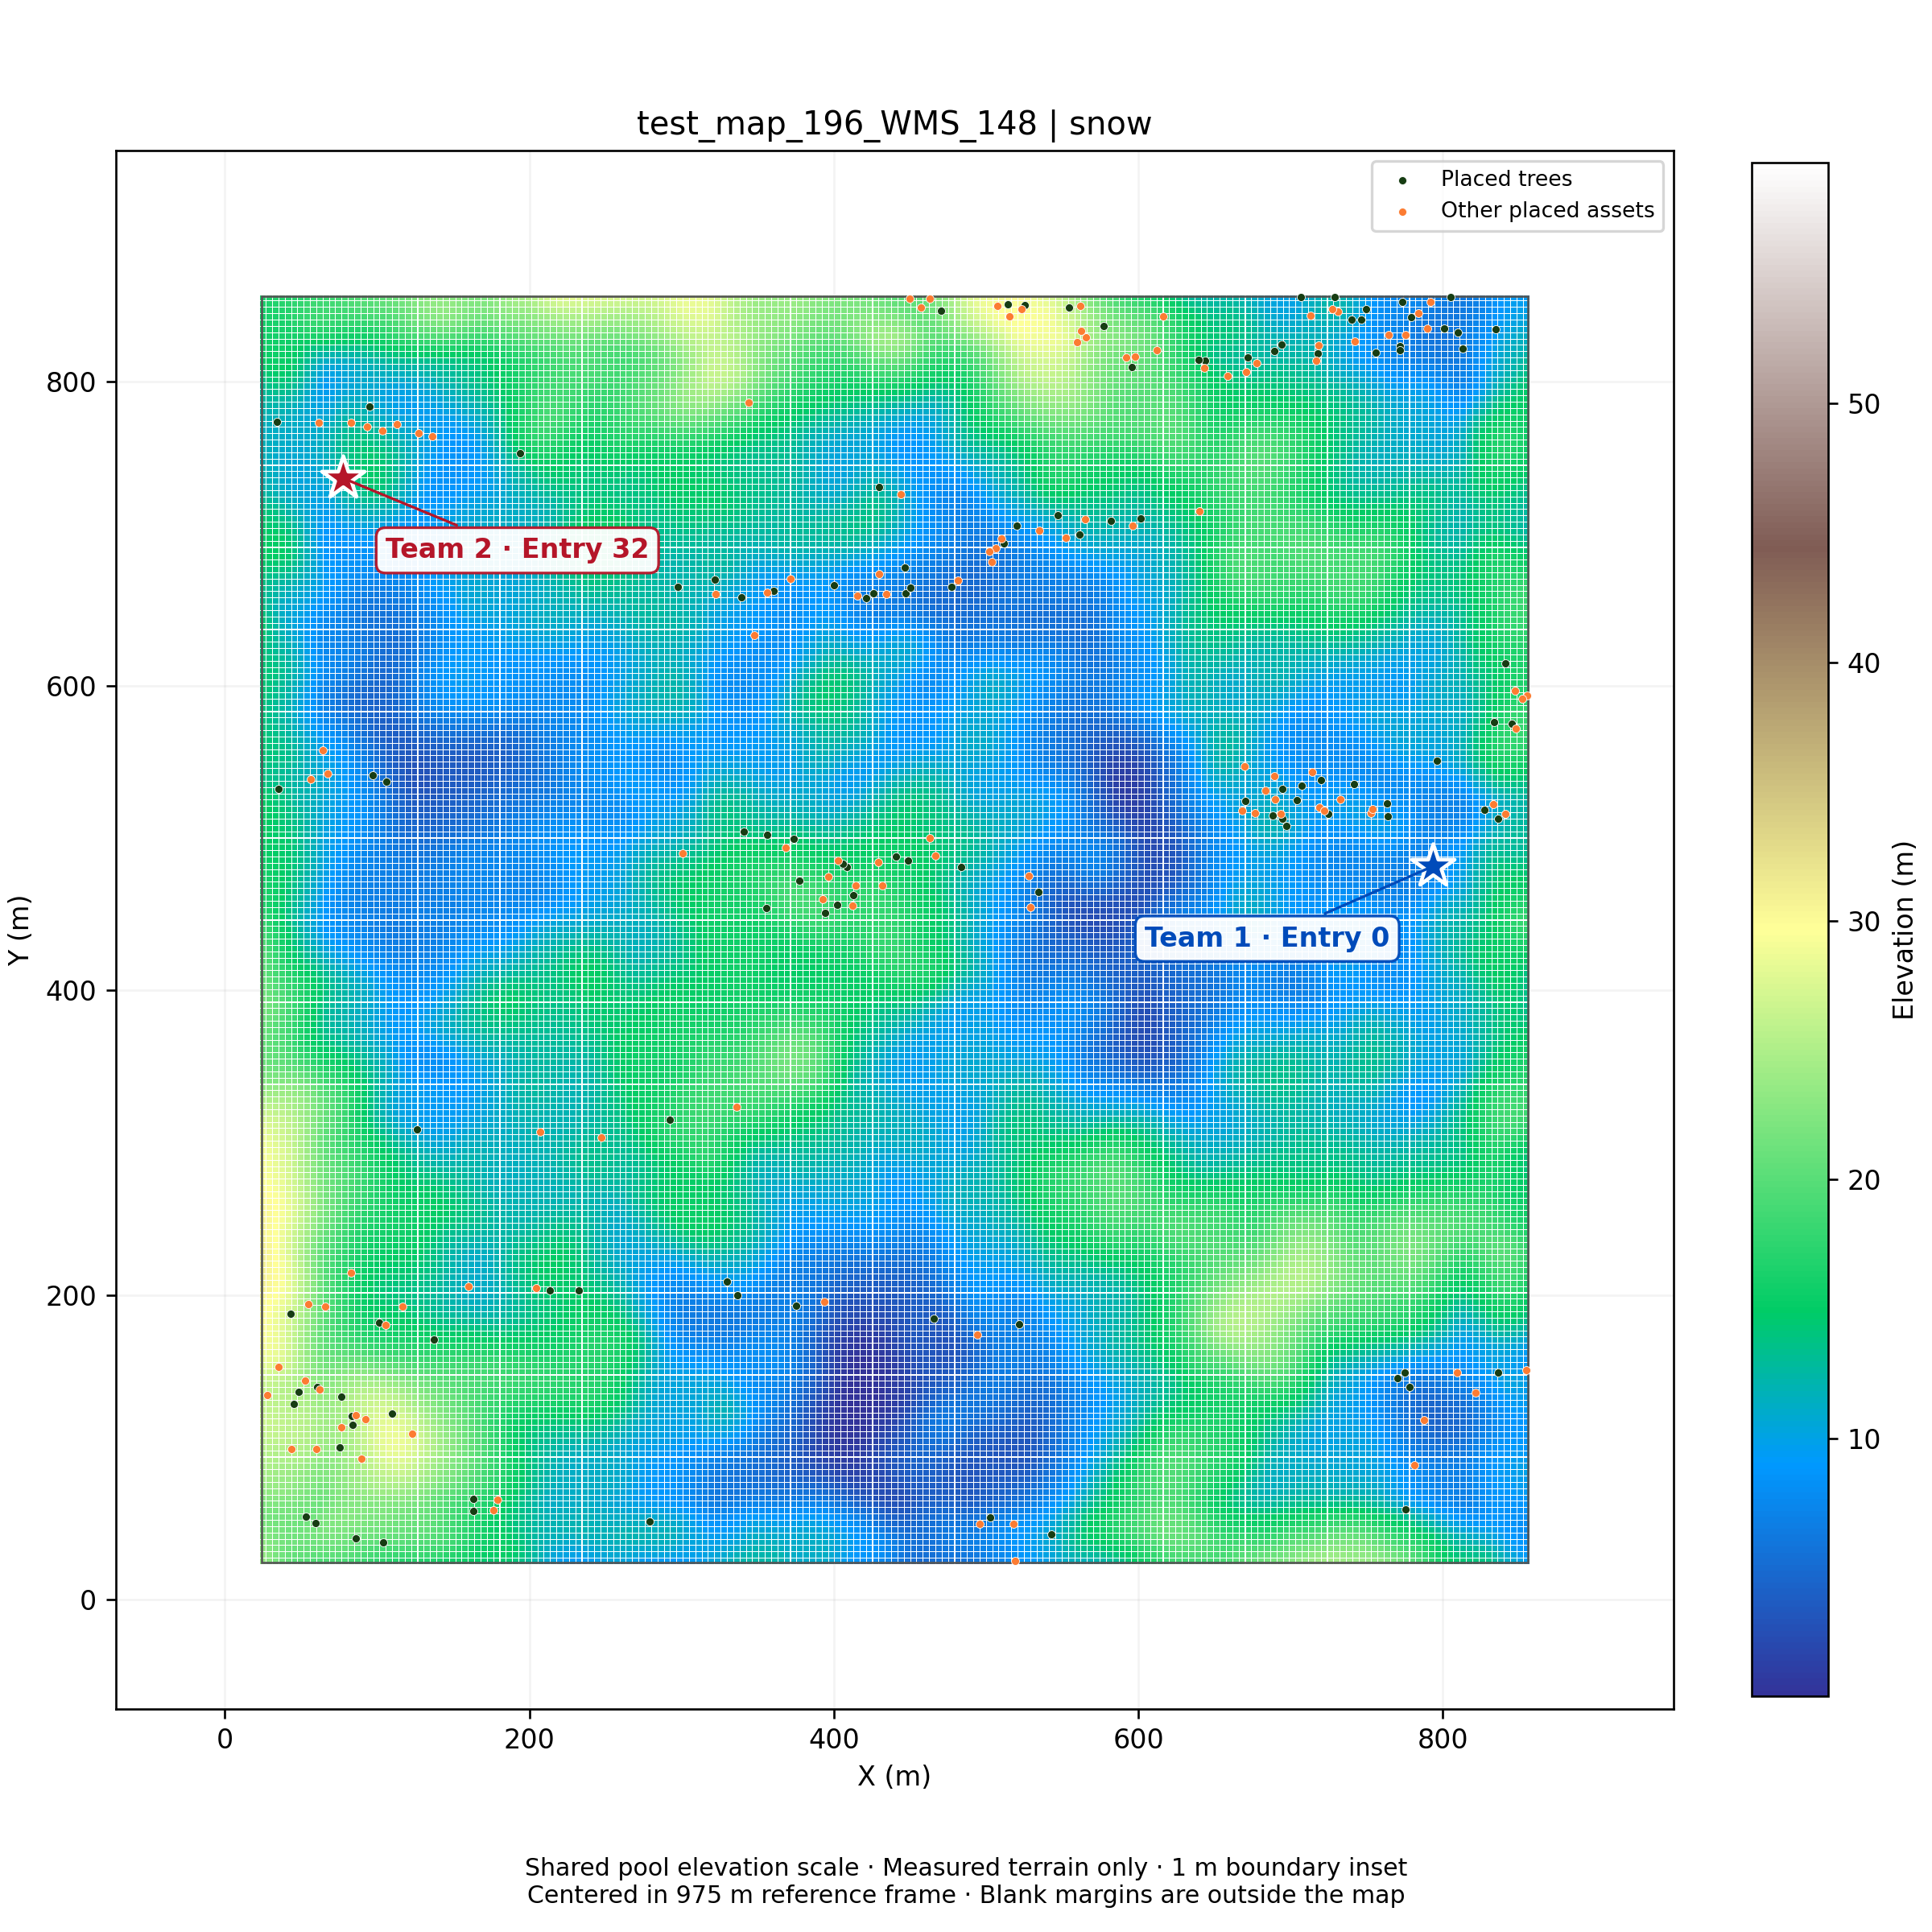 test_map_196_WMS_148 | snow
Placed trees
Other placed assets
Team 2 · Entry 32
Team 1 · Entry 0
800
600
400
200
0
0
200
400
600
800
X (m)
Y (m)
50
40
30
20
10
Elevation (m)
Shared pool elevation scale · Measured terrain only · 1 m boundary inset
Centered in 975 m reference frame · Blank margins are outside the map